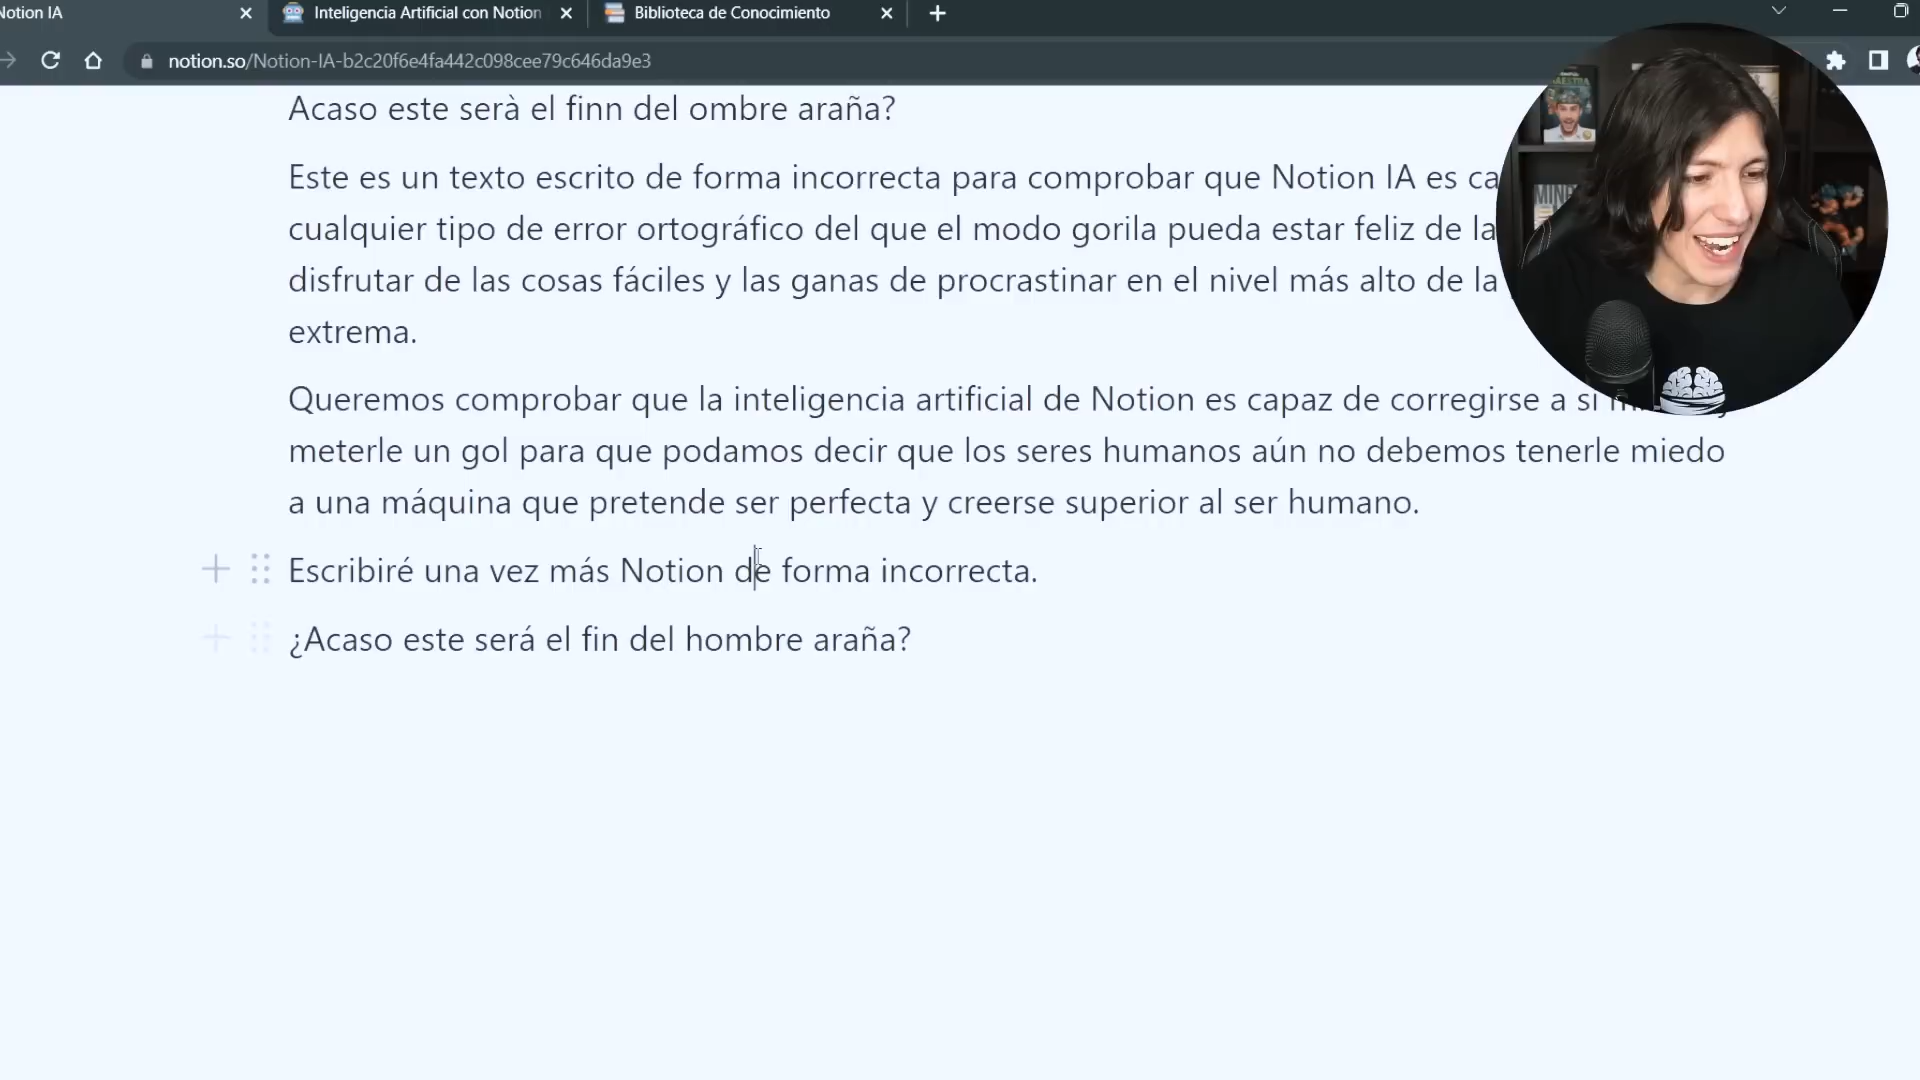 Notion IA
Inteligencia Artificial con Notion
Biblioteca de Conocimiento
notion.so/Notion-IA-b2c20f6e4fa442c098cee79c646da9e3
Acaso este serà el finn del ombre araña?
Este es un texto escrito de forma incorrecta para comprobar que Notion IA es ca
cualquier tipo de error ortográfico del que el modo gorila pueda estar feliz de la
disfrutar de las cosas fáciles y las ganas de procrastinar en el nivel más alto de la
extrema.
Queremos comprobar que la inteligencia artificial de Notion es capaz de corregirse a sí
meterle un gol para que podamos decir que los seres humanos aún no debemos tenerle miedo
a una máquina que pretende ser perfecta y creerse superior al ser humano.
Escribiré una vez más Notion de forma incorrecta.
¿Acaso este será el fin del hombre araña?